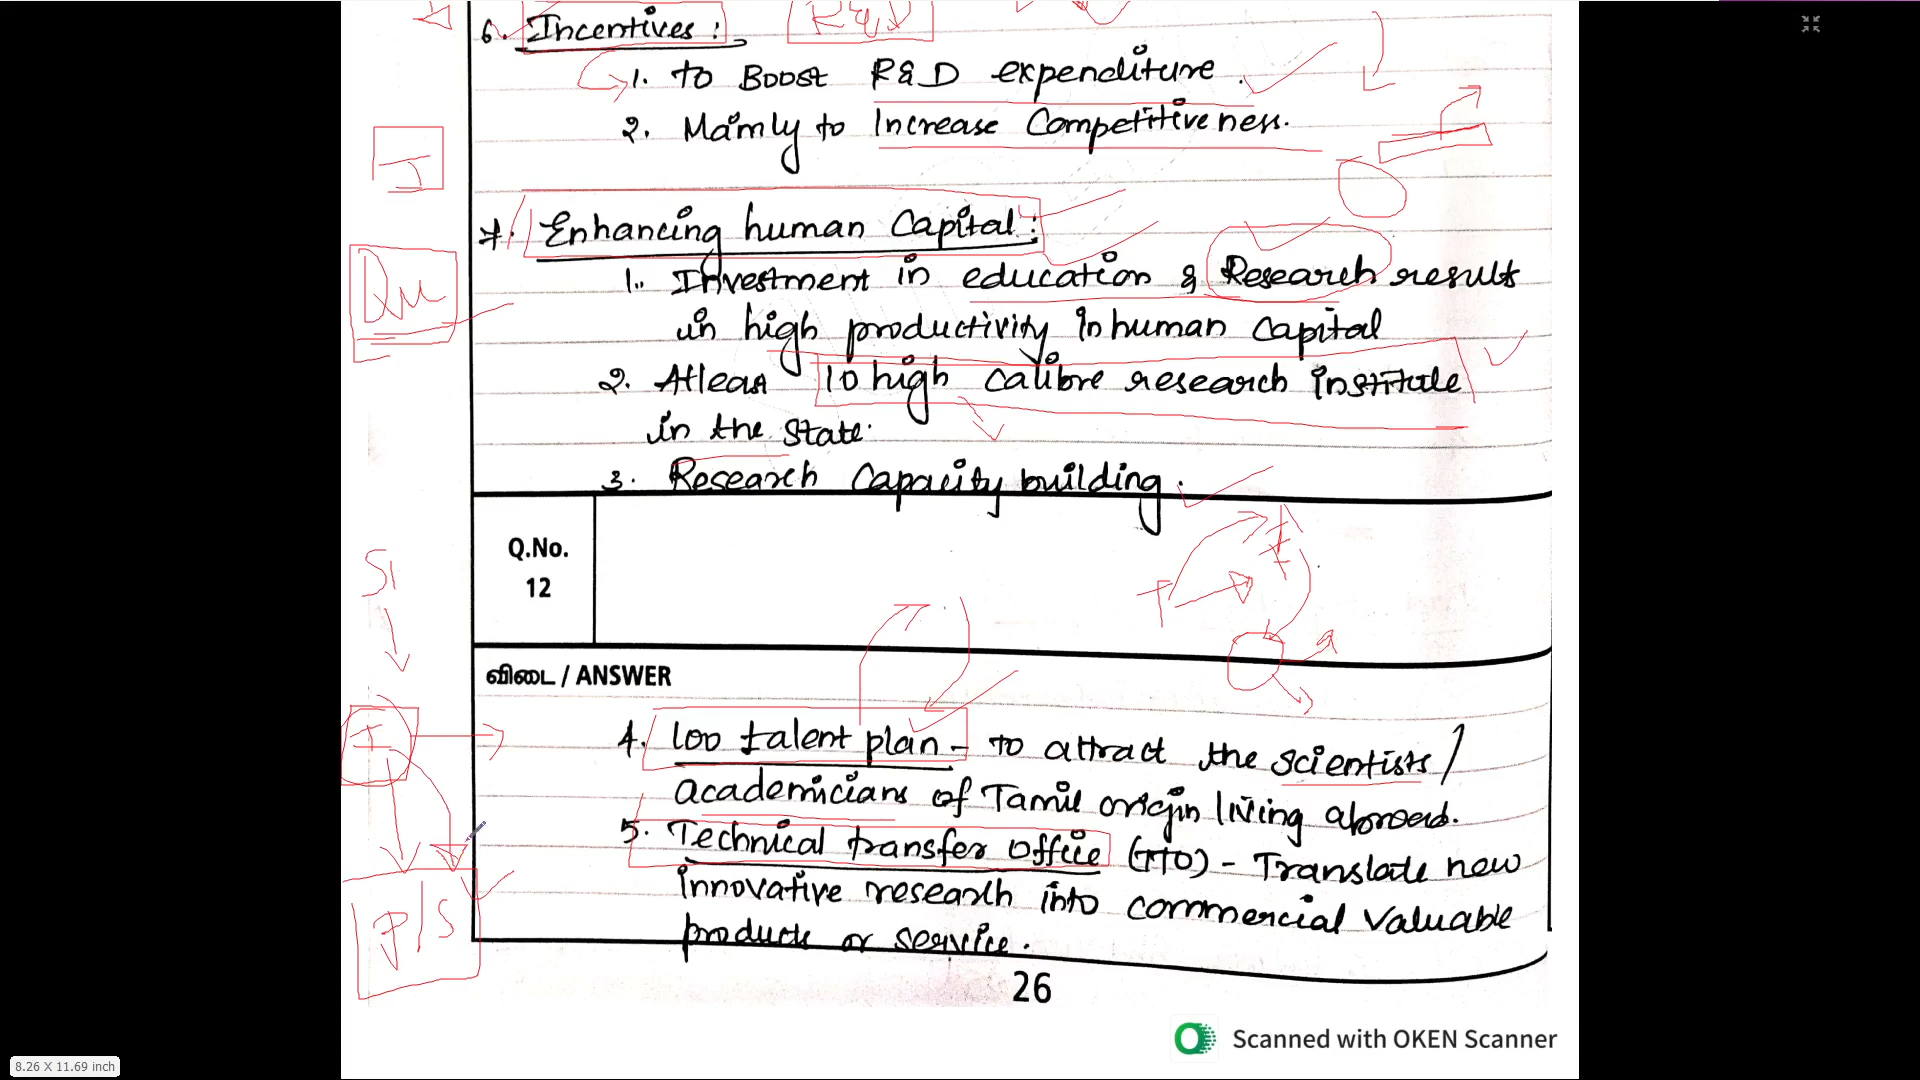 6. Incentives :
R&D
1. To Boost R&D expenditure.
2. Mainly to Increase Competitiveness.
I
7. Enhancing human Capital :
Qu
1. Investment in education & Research results
in high productivity in human capital
2. Atleast 10 high calibre research institute
in the state.
3. Research Capacity building.
Q.No.
12
SI
T
விடை / ANSWER
4. 100 talent plan - to attract the scientists /
I
academicians of Tamil origin living abroad.
5. Technical transfer office (TTO) - Translate new
innovative research into commercial valuable
P/S
products or service.
26
Scanned with OKEN Scanner
8.26 X 11.69 inch